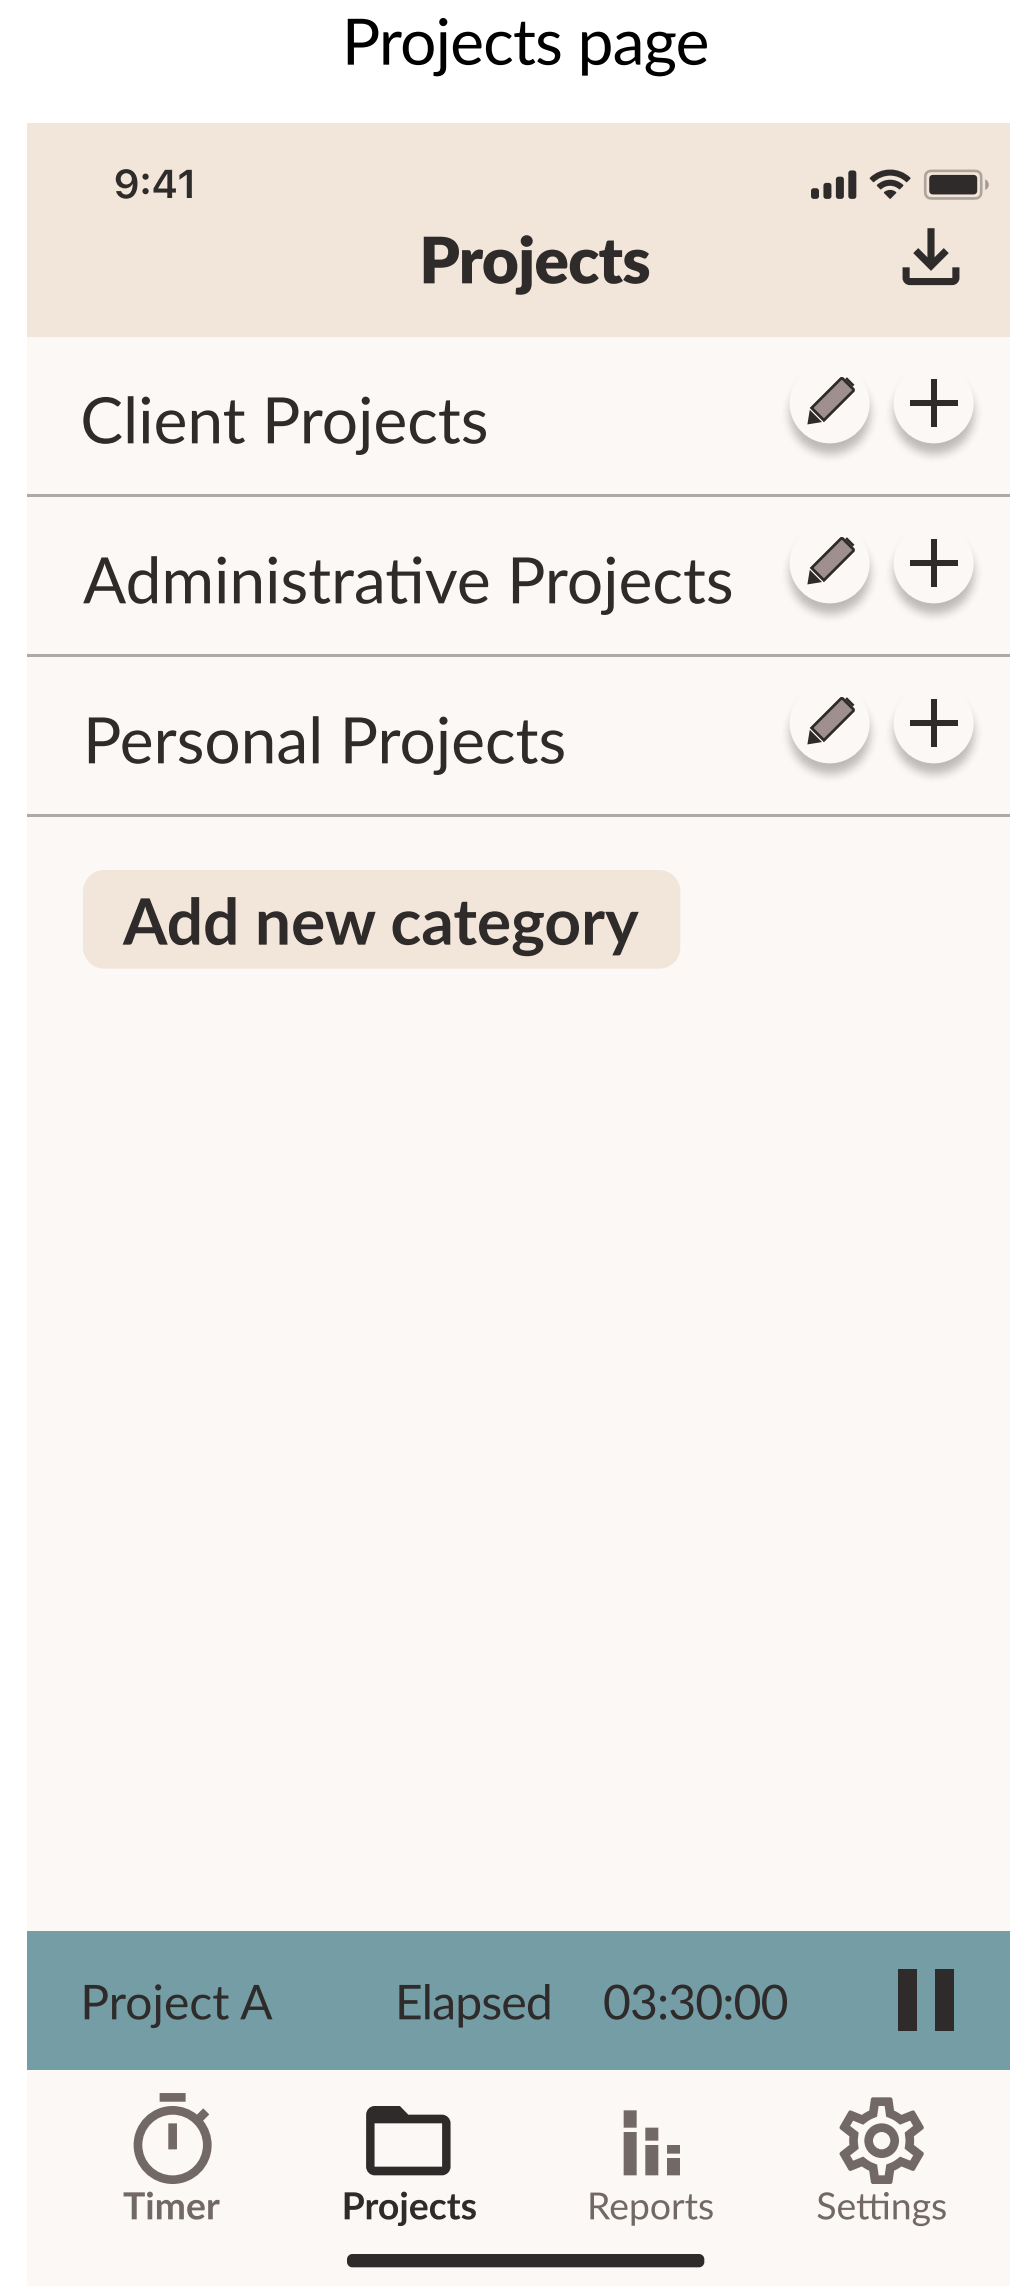 Projects page
9:41
Projects
Client Projects
Administrative Projects
Personal Projects
Add new category
Project A Elapsed 03:30:00
Timer Projects Reports Settings